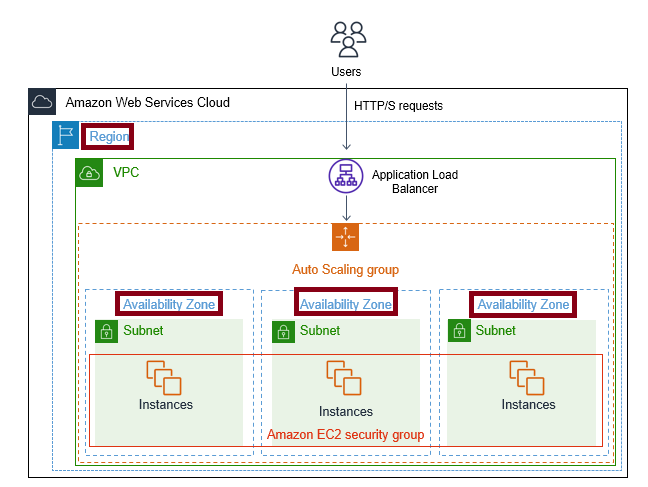 Users
HTTP/S requests
Amazon Web Services Cloud
Region
VPC
Application Load
Balancer
Auto Scaling group
Availability Zone
Availability Zone
Availability Zone
Subnet
Subnet
Subnet
Instances
Instances
Instances
Amazon EC2 security group